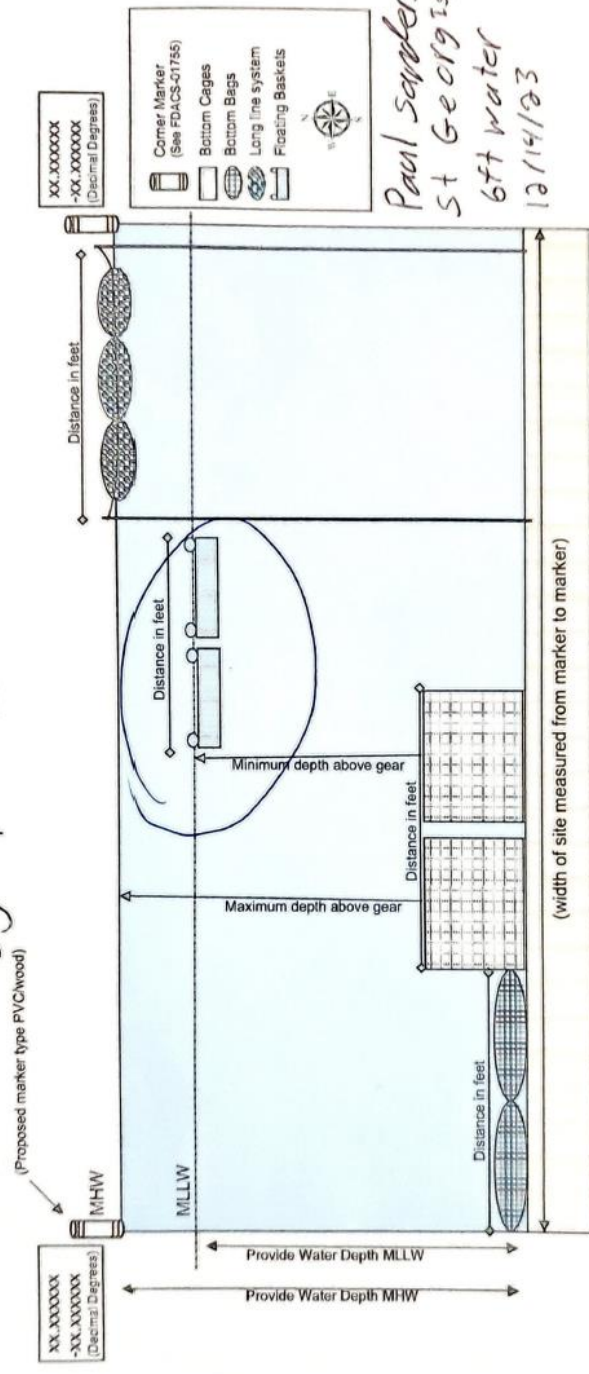 (Proposed marker type PVC/wood)
XX.XXXXXX
-XX.XXXXXX
(Decimal Degrees)
MHW
MLLW
Provide Water Depth MHW
Provide Water Depth MLLW
Distance in feet
Maximum depth above gear
Distance in feet
Minimum depth above gear
Distance in feet
Distance in feet
(width of site measured from marker to marker)
XX.XXXXXX
-XX.XXXXXX
(Decimal Degrees)
Corner Marker
(See FDACS-01755)
Bottom Cages
Bottom Bags
Long line system
Floating Baskets
N
W
E
S
Paul
St George
6ft water
12/14/23